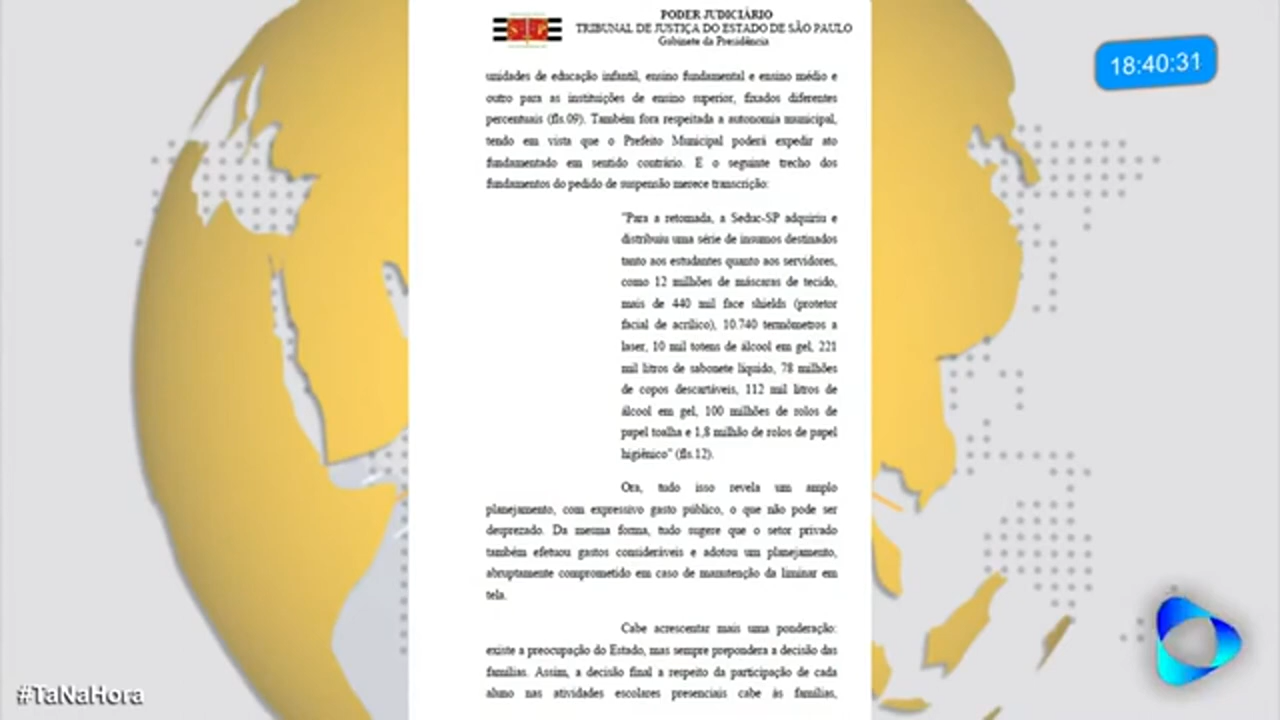 PODER JUDICIÁRIO
TRIBUNAL DE JUSTIÇA DO ESTADO DE SÃO PAULO
Gabinete da Presidência
18:40:31
unidades de educação infantil, ensino fundamental e ensino médio e
outro para as instituições de ensino superior, fixados diferentes
percentuais (fls.09). Também fora respeitada a autonomia municipal,
tendo em vista que o Prefeito Municipal poderá expedir ato
fundamentado em sentido contrário. E o seguinte trecho dos
fundamentos do pedido de suspensão merece transcrição:
"Para a retomada, a Seduc-SP adquiriu e
distribuiu uma série de insumos destinados
tanto aos estudantes quanto aos servidores,
como 12 milhões de máscaras de tecido,
mais de 440 mil face shields (protetor
facial de acrílico), 10.740 termômetros a
laser, 10 mil totens de álcool em gel, 221
mil litros de sabonete líquido, 78 milhões
de copos descartáveis, 112 mil litros de
álcool em gel, 100 milhões de rolos de
papel toalha e 1,8 milhão de rolos de papel
higiênico" (fls.12).
Ora, tudo isso revela um amplo
planejamento, com expressivo gasto público, o que não pode ser
desprezado. Da mesma forma, tudo sugere que o setor privado
também efetuou gastos consideráveis e adotou um planejamento,
abruptamente comprometido em caso de manutenção da liminar em
tela.
Cabe acrescentar mais uma ponderação:
existe a preocupação do Estado, mas sempre prepondera a decisão das
famílias. Assim, a decisão final a respeito da participação de cada
aluno nas atividades escolares presenciais cabe às famílias,
#TaNaHora